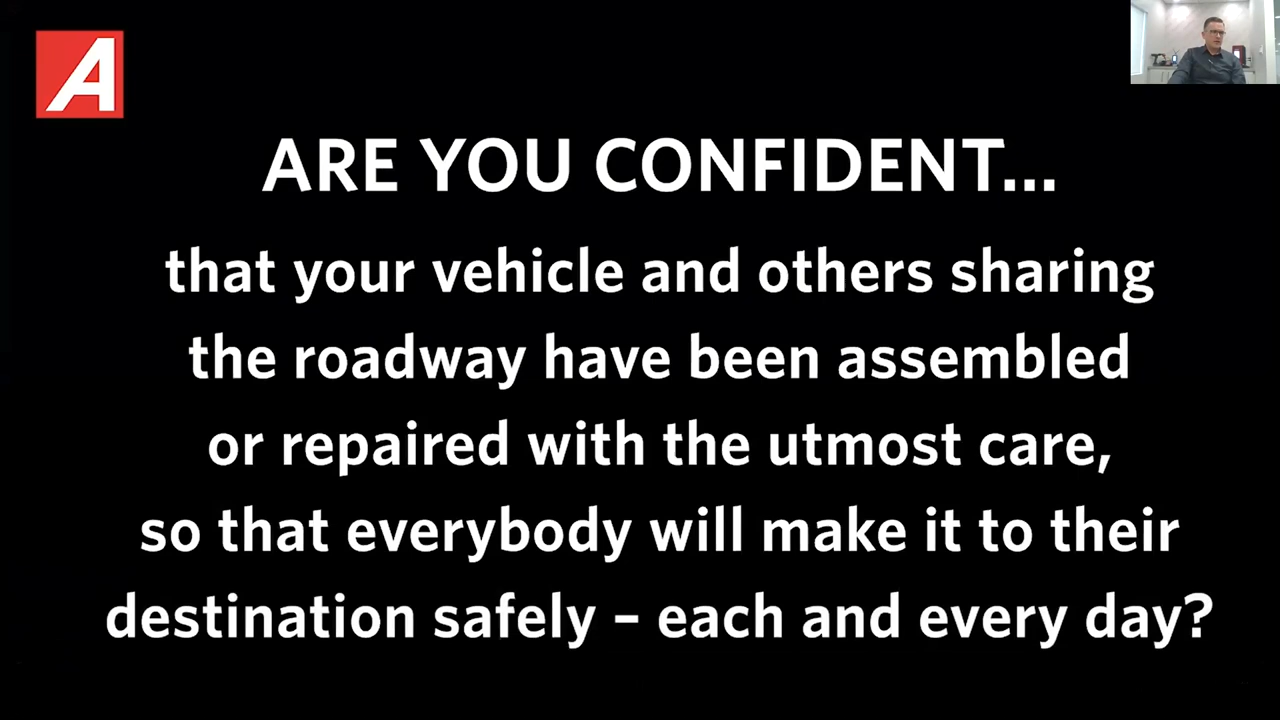 A
ARE YOU CONFIDENT...
that your vehicle and others sharing
the roadway have been assembled
or repaired with the utmost care,
so that everybody will make it to their
destination safely – each and every day?